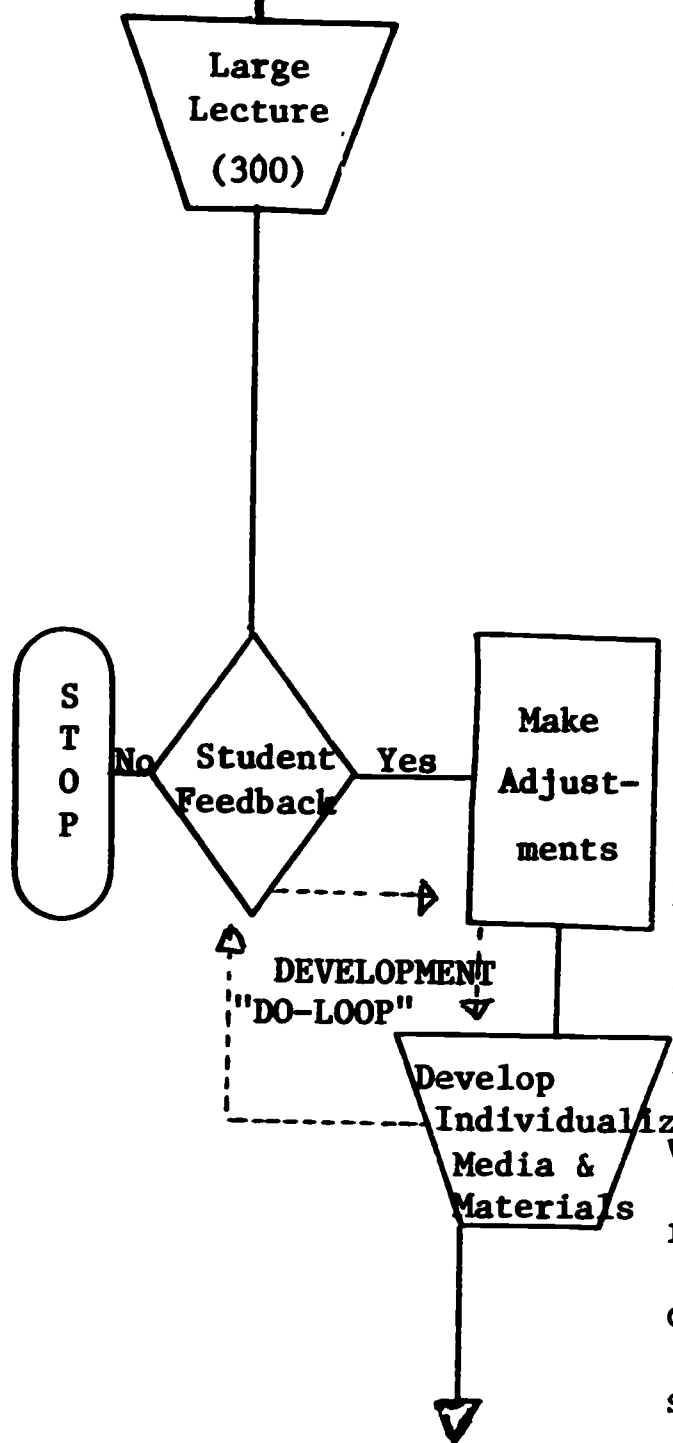 Large
Lecture
(300)
S
T
O
P
No
Student
Feedback
Yes
Make
Adjust-
ments
DEVELOPMENT
"DO-LOOP"
Develop
Individualiz
Media &
Materials